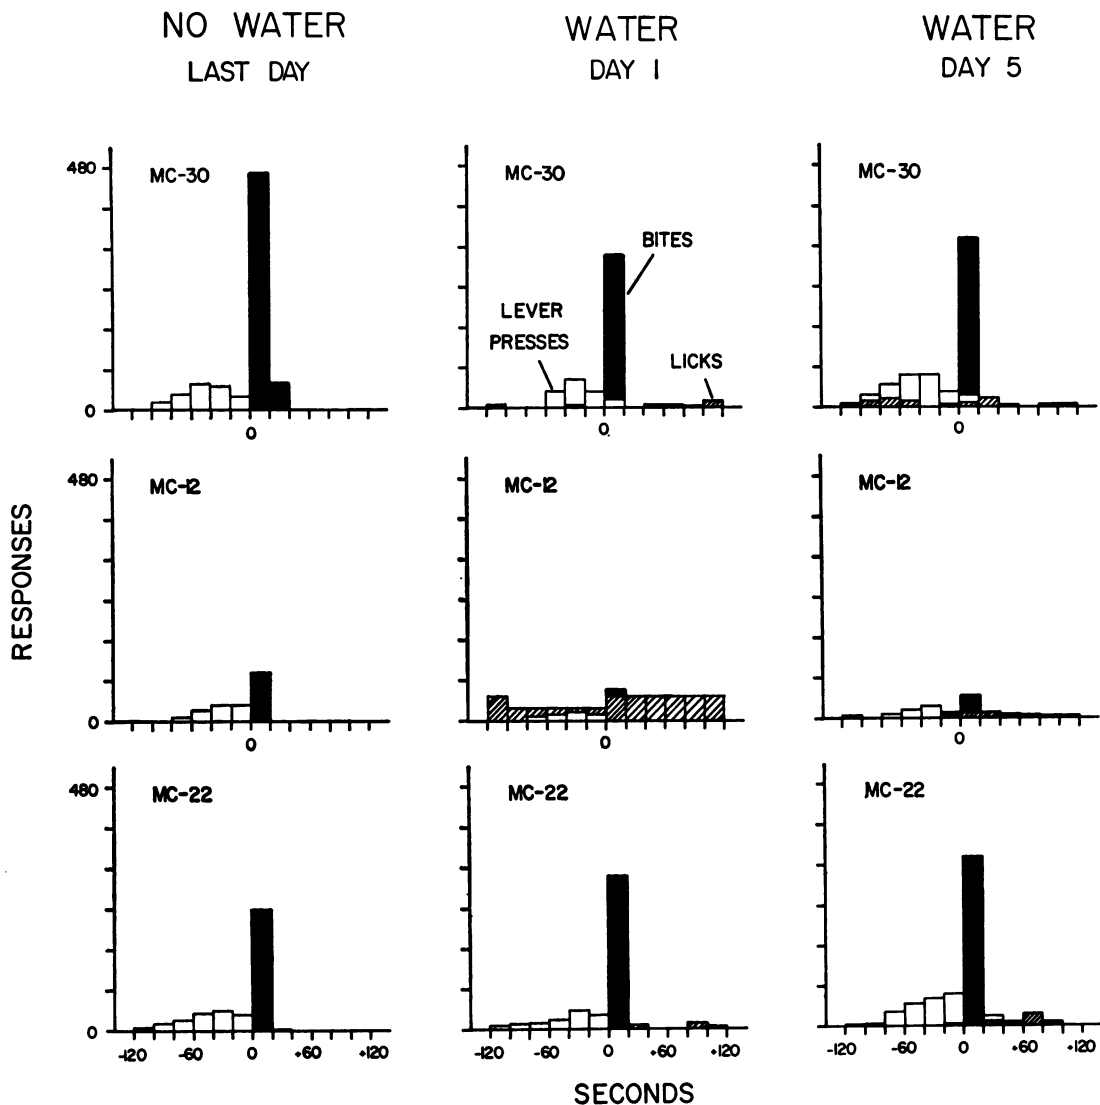 NO WATER
LAST DAY
WATER
DAY 1
WATER
DAY 5
480
MC-30
0
0
MC-30
BITES
LEVER
PRESSES
LICKS
0
MC-30
0
RESPONSES
480
MC-12
0
0
MC-12
0
MC-12
0
480
MC-22
0
-120 -60 0 +60 +120
MC-22
-120 -60 0 +60 +120
MC-22
-120 -60 0 +60 +120
SECONDS